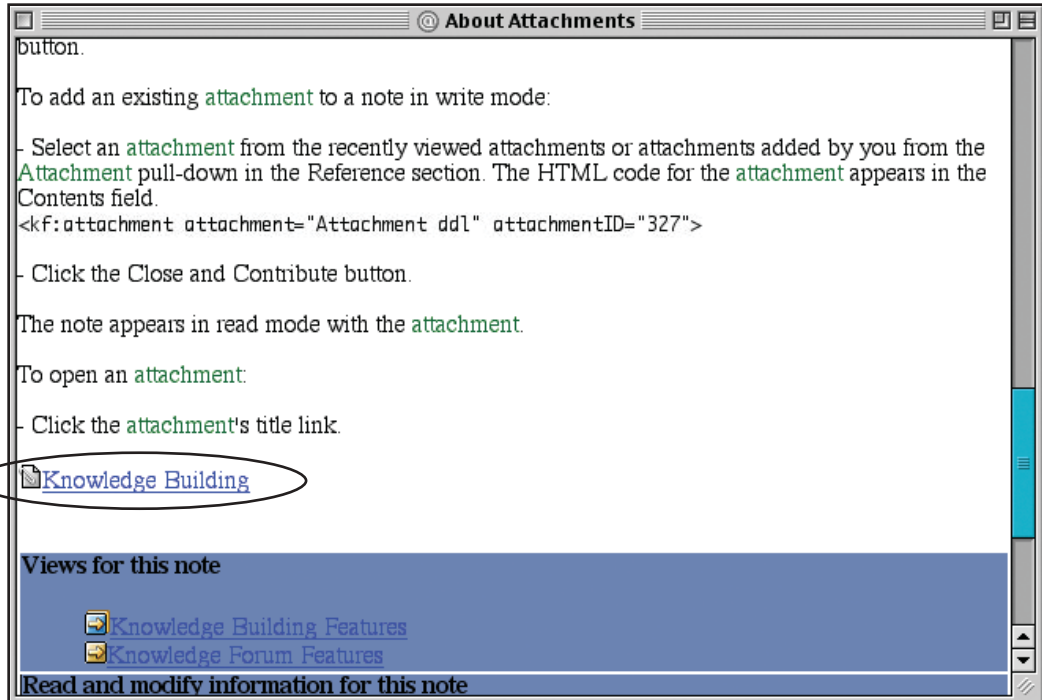 About Attachments
button.
To add an existing attachment to a note in write mode:
- Select an attachment from the recently viewed attachments or attachments added by you from the
Attachment pull-down in the Reference section. The HTML code for the attachment appears in the
Contents field.
<kf:attachment attachment="Attachment ddl" attachmentID="327">
- Click the Close and Contribute button.
The note appears in read mode with the attachment.
To open an attachment:
- Click the attachment's title link.
Knowledge Building
Views for this note
Knowledge Building Features
Knowledge Forum Features
Read and modify information for this note